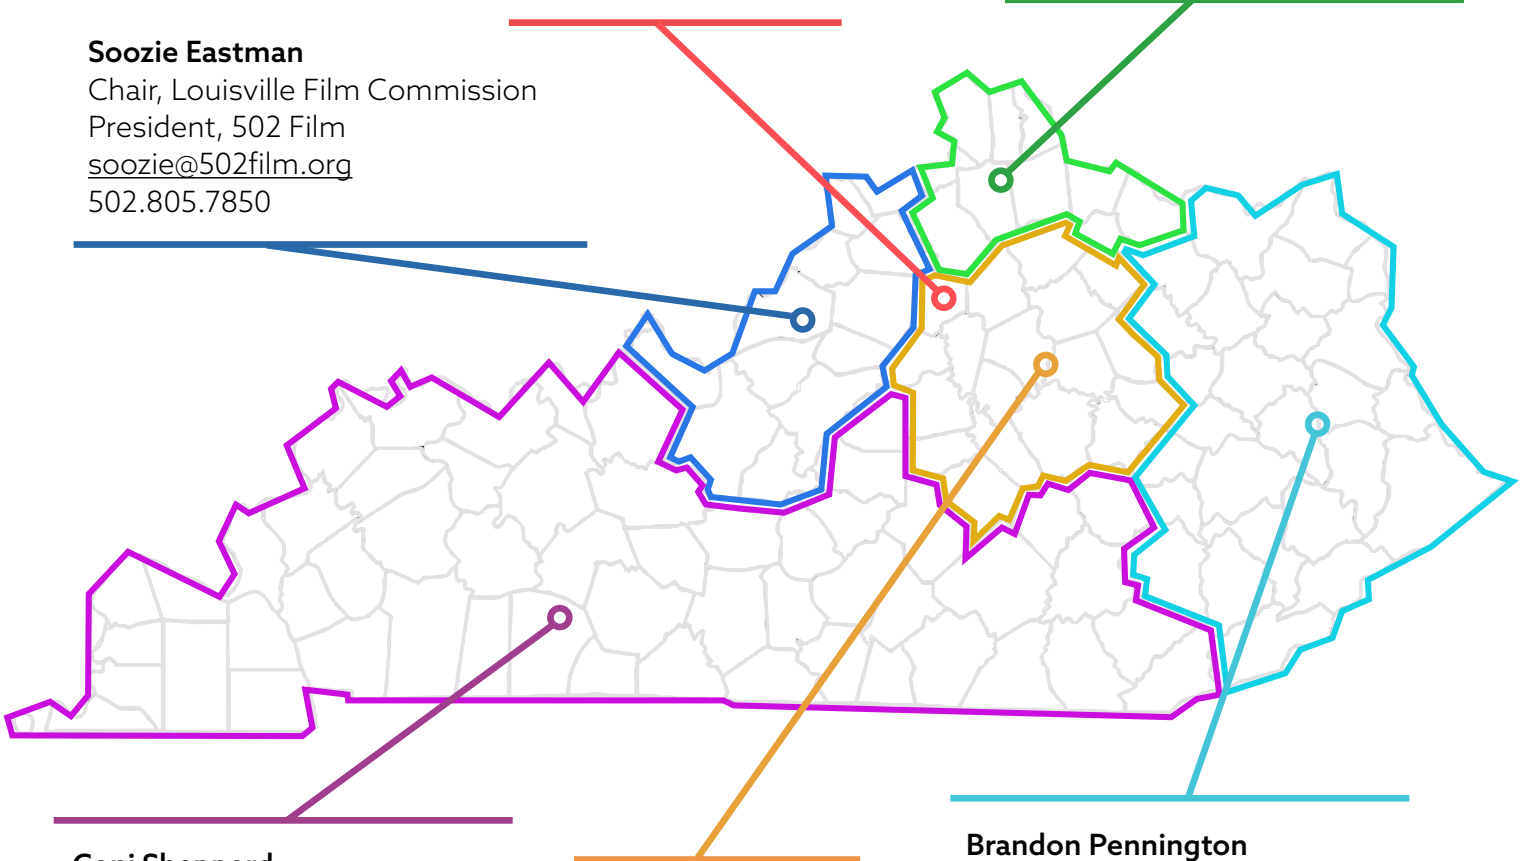 Soozie Eastman
Chair, Louisville Film Commission
President, 502 Film
soozie@502film.org
502.805.7850
Brandon Pennington